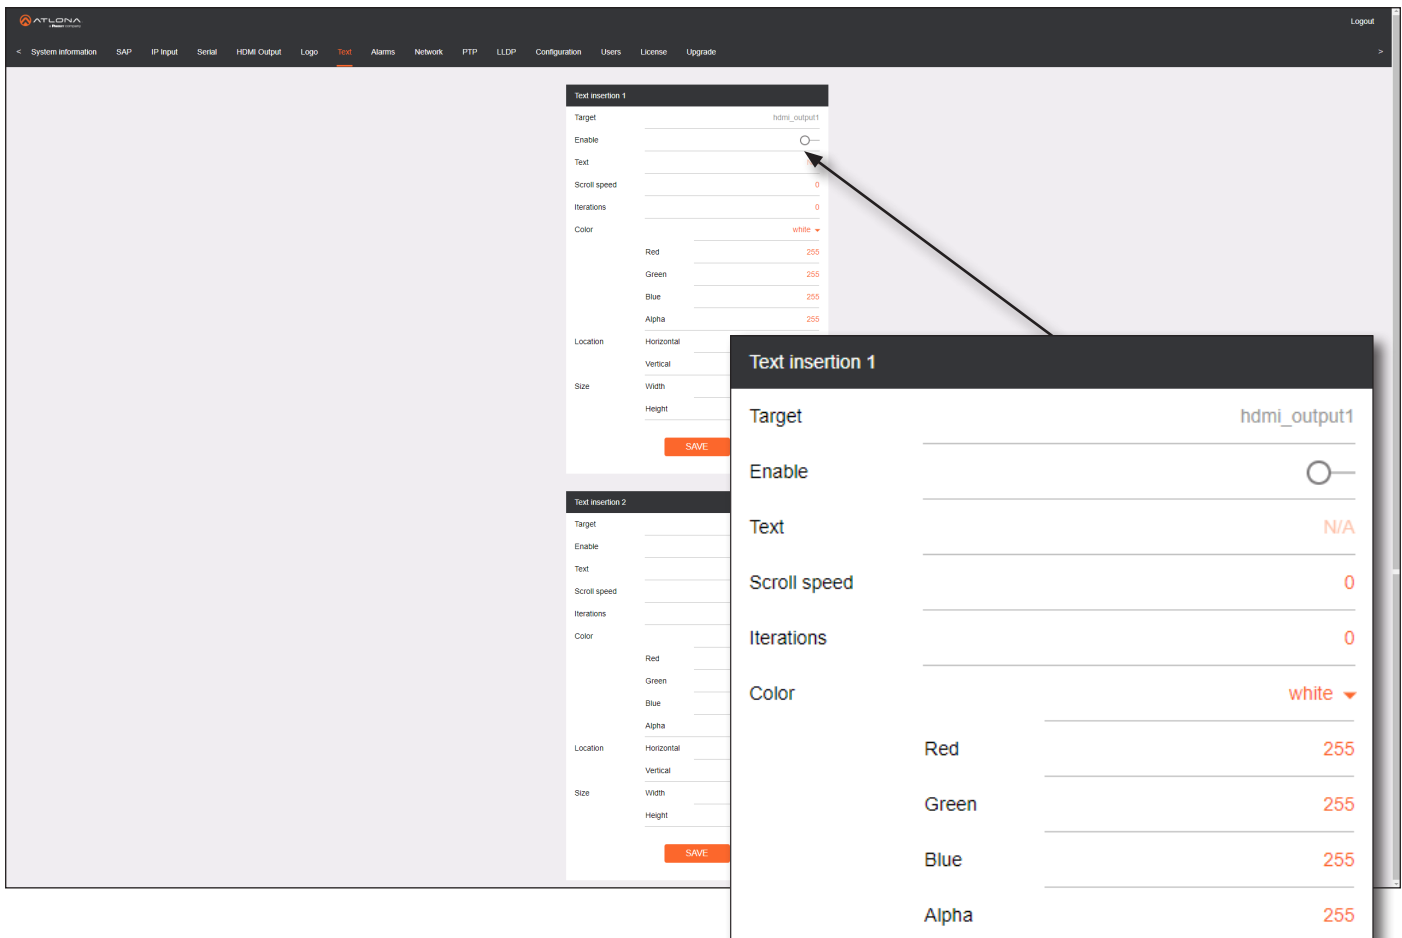 ATLONA
Logout
< System information SAP IP Input Serial HDMI Output Logo Text Alarms Network PTP LLDP Configuration Users License Upgrade >
Text insertion 1
Target hdmi_output1
Enable
Text
Scroll speed 0
Iterations 0
Color white
Red 255
Green 255
Blue 255
Alpha 255
Location Horizontal
Vertical
Size Width
Height
SAVE
Text insertion 2
Target
Enable
Text
Scroll speed
Iterations
Color
Red
Green
Blue
Alpha
Location Horizontal
Vertical
Size Width
Height
SAVE
Text insertion 1
Target hdmi_output1
Enable
Text N/A
Scroll speed 0
Iterations 0
Color white
Red 255
Green 255
Blue 255
Alpha 255